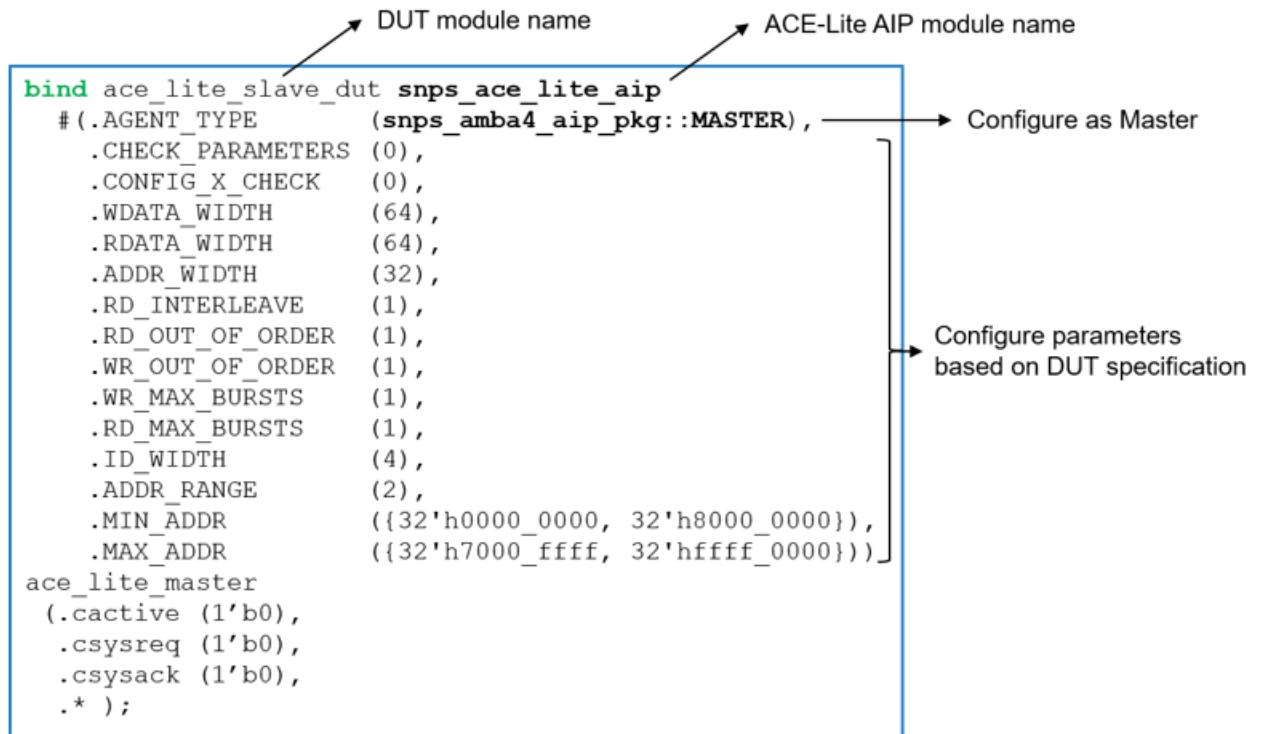 DUT module name
ACE-Lite AIP module name
bind ace_lite_slave_dut snps_ace_lite_aip
#(.AGENT_TYPE (snps_amba4_aip_pkg::MASTER),
Configure as Master
.CHECK_PARAMETERS (0),
.CONFIG_X_CHECK (0),
.WDATA_WIDTH (64),
.RDATA_WIDTH (64),
.ADDR_WIDTH (32),
.RD_INTERLEAVE (1),
.RD_OUT_OF_ORDER (1),
.WR_OUT_OF_ORDER (1),
.WR_MAX_BURSTS (1),
.RD_MAX_BURSTS (1),
.ID_WIDTH (4),
.ADDR_RANGE (2),
.MIN_ADDR ({32'h0000_0000, 32'h8000_0000}),
.MAX_ADDR ({32'h7000_ffff, 32'hffff_0000}))
Configure parameters
based on DUT specification
ace_lite_master
(.cactive (1’b0),
.csysreq (1’b0),
.csysack (1’b0),
.* );